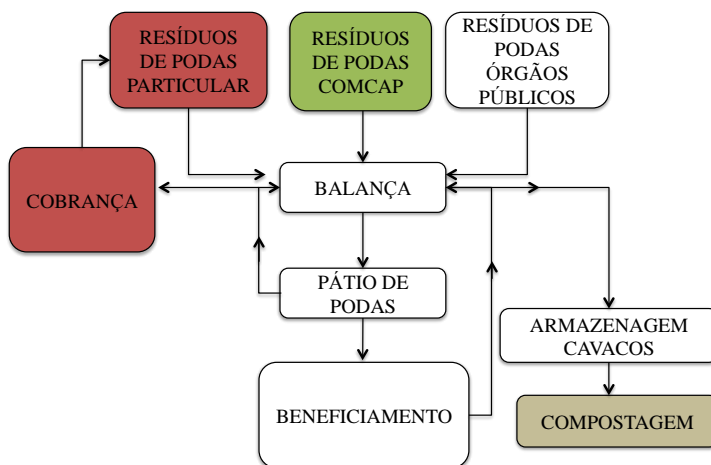 RESÍDUOS
DE PODAS
PARTICULAR
RESÍDUOS
DE PODAS
COMCAP
RESÍDUOS DE
PODAS
ÓRGÃOS
PÚBLICOS
COBRANÇA
BALANÇA
PÁTIO DE
PODAS
ARMAZENAGEM
CAVACOS
BENEFICIAMENTO
COMPOSTAGEM